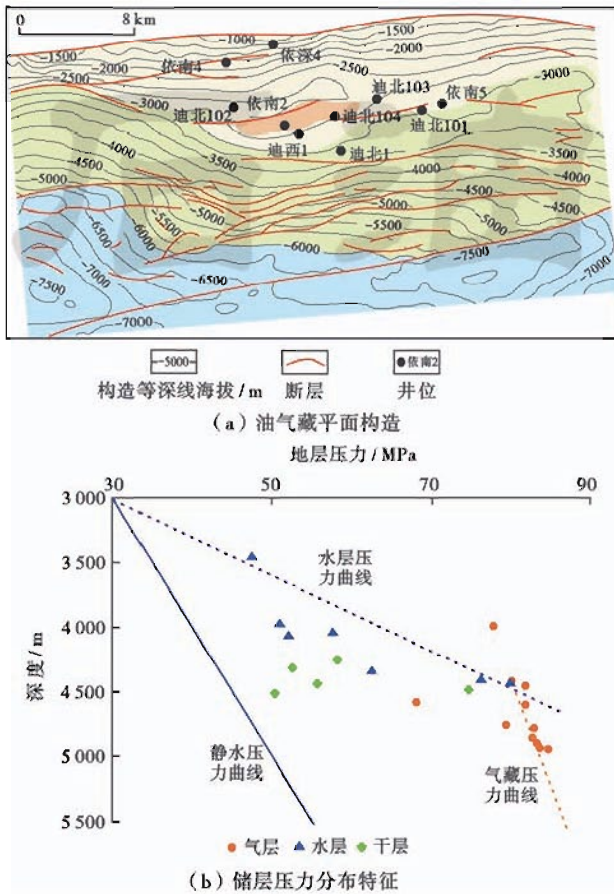 0 8 km
-1500 -1000 -1500
-2000 依南4 依深4 -2000
-2500 -2500
-3000 迪北102 依南2 迪北103 依南5 -3000
迪北104 迪北101
迪西1 迪北1
-3500 4000 -4500 -5000 -4000 -3500
-4000
-4500
-5500 -5000 -5500 -5000
-6500 -6000 -6000 -7500
-7000 -6500 -7000
-7500
-7000
-5000 依南2
构造等深线海拔/m 断层 井位
(a)油气藏平面构造
地层压力/MPa
30 50 70 90
3 000
3 500
4 000
4 500
5 000
5 500
深度/m
水层压
力曲线
静水压
力曲线
气藏压
力曲线
气层 水层 干层
(b)储层压力分布特征